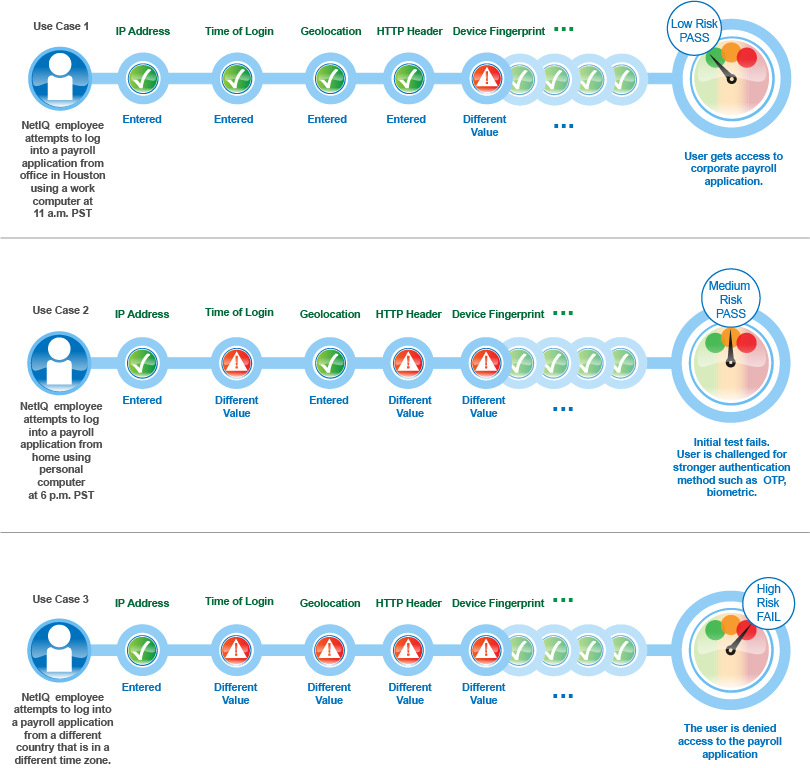 Use Case 1
IP Address
Time of Login
Geolocation
HTTP Header
Device Fingerprint ...
Low Risk
PASS
Entered
Entered
Entered
Entered
Different
Value
...
NetIQ employee
attempts to log
into a payroll
application from
office in Houston
using a work
computer at
11 a.m. PST
User gets access to
corporate payroll
application.
Use Case 2
IP Address
Time of Login
Geolocation
HTTP Header
Device Fingerprint ...
Medium
Risk
PASS
Entered
Different
Value
Entered
Different
Value
Different
Value
...
NetIQ employee
attempts to log
into a payroll
application from
home using
personal
computer
at 6 p.m. PST
Initial test fails.
User is challenged for
stronger authentication
method such as OTP,
biometric.
Use Case 3
IP Address
Time of Login
Geolocation
HTTP Header
Device Fingerprint ...
High
Risk
FAIL
Entered
Different
Value
Different
Value
Different
Value
Different
Value
...
NetIQ employee
attempts to log into
a payroll application
from a different
country that is in a
different time zone.
The user is denied
access to the payroll
application